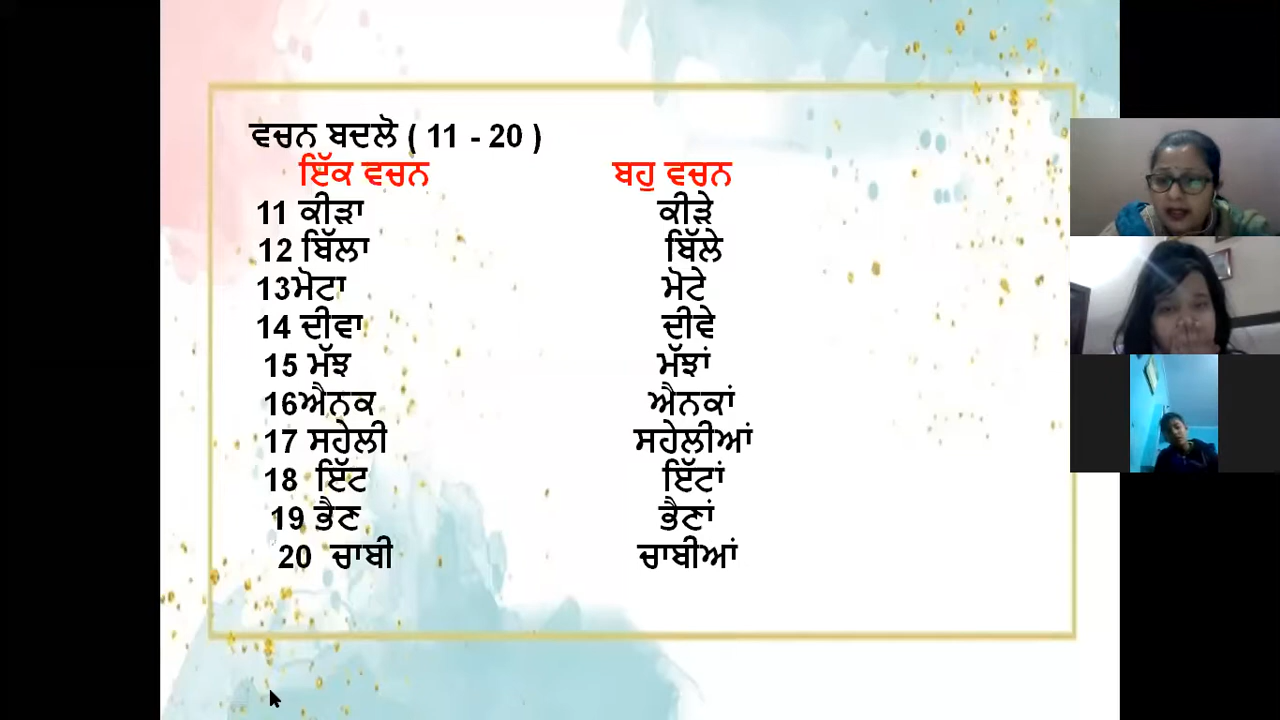 ਵਚਨ ਬਦਲੋ ( 11 - 20 )
ਇੱਕ ਵਚਨ ਬਹੁ ਵਚਨ
11 ਕੀੜਾ ਕੀੜੇ
12 ਬਿੱਲਾ ਬਿੱਲੇ
13ਮੋਟਾ ਮੋਟੇ
14 ਦੀਵਾ ਦੀਵੇ
15 ਮੱਝ ਮੱਝਾਂ
16ਐਨਕ ਐਨਕਾਂ
17 ਸਹੇਲੀ ਸਹੇਲੀਆਂ
18 ਇੱਟ ਇੱਟਾਂ
19 ਭੈਣ ਭੈਣਾਂ
20 ਚਾਬੀ ਚਾਬੀਆਂ